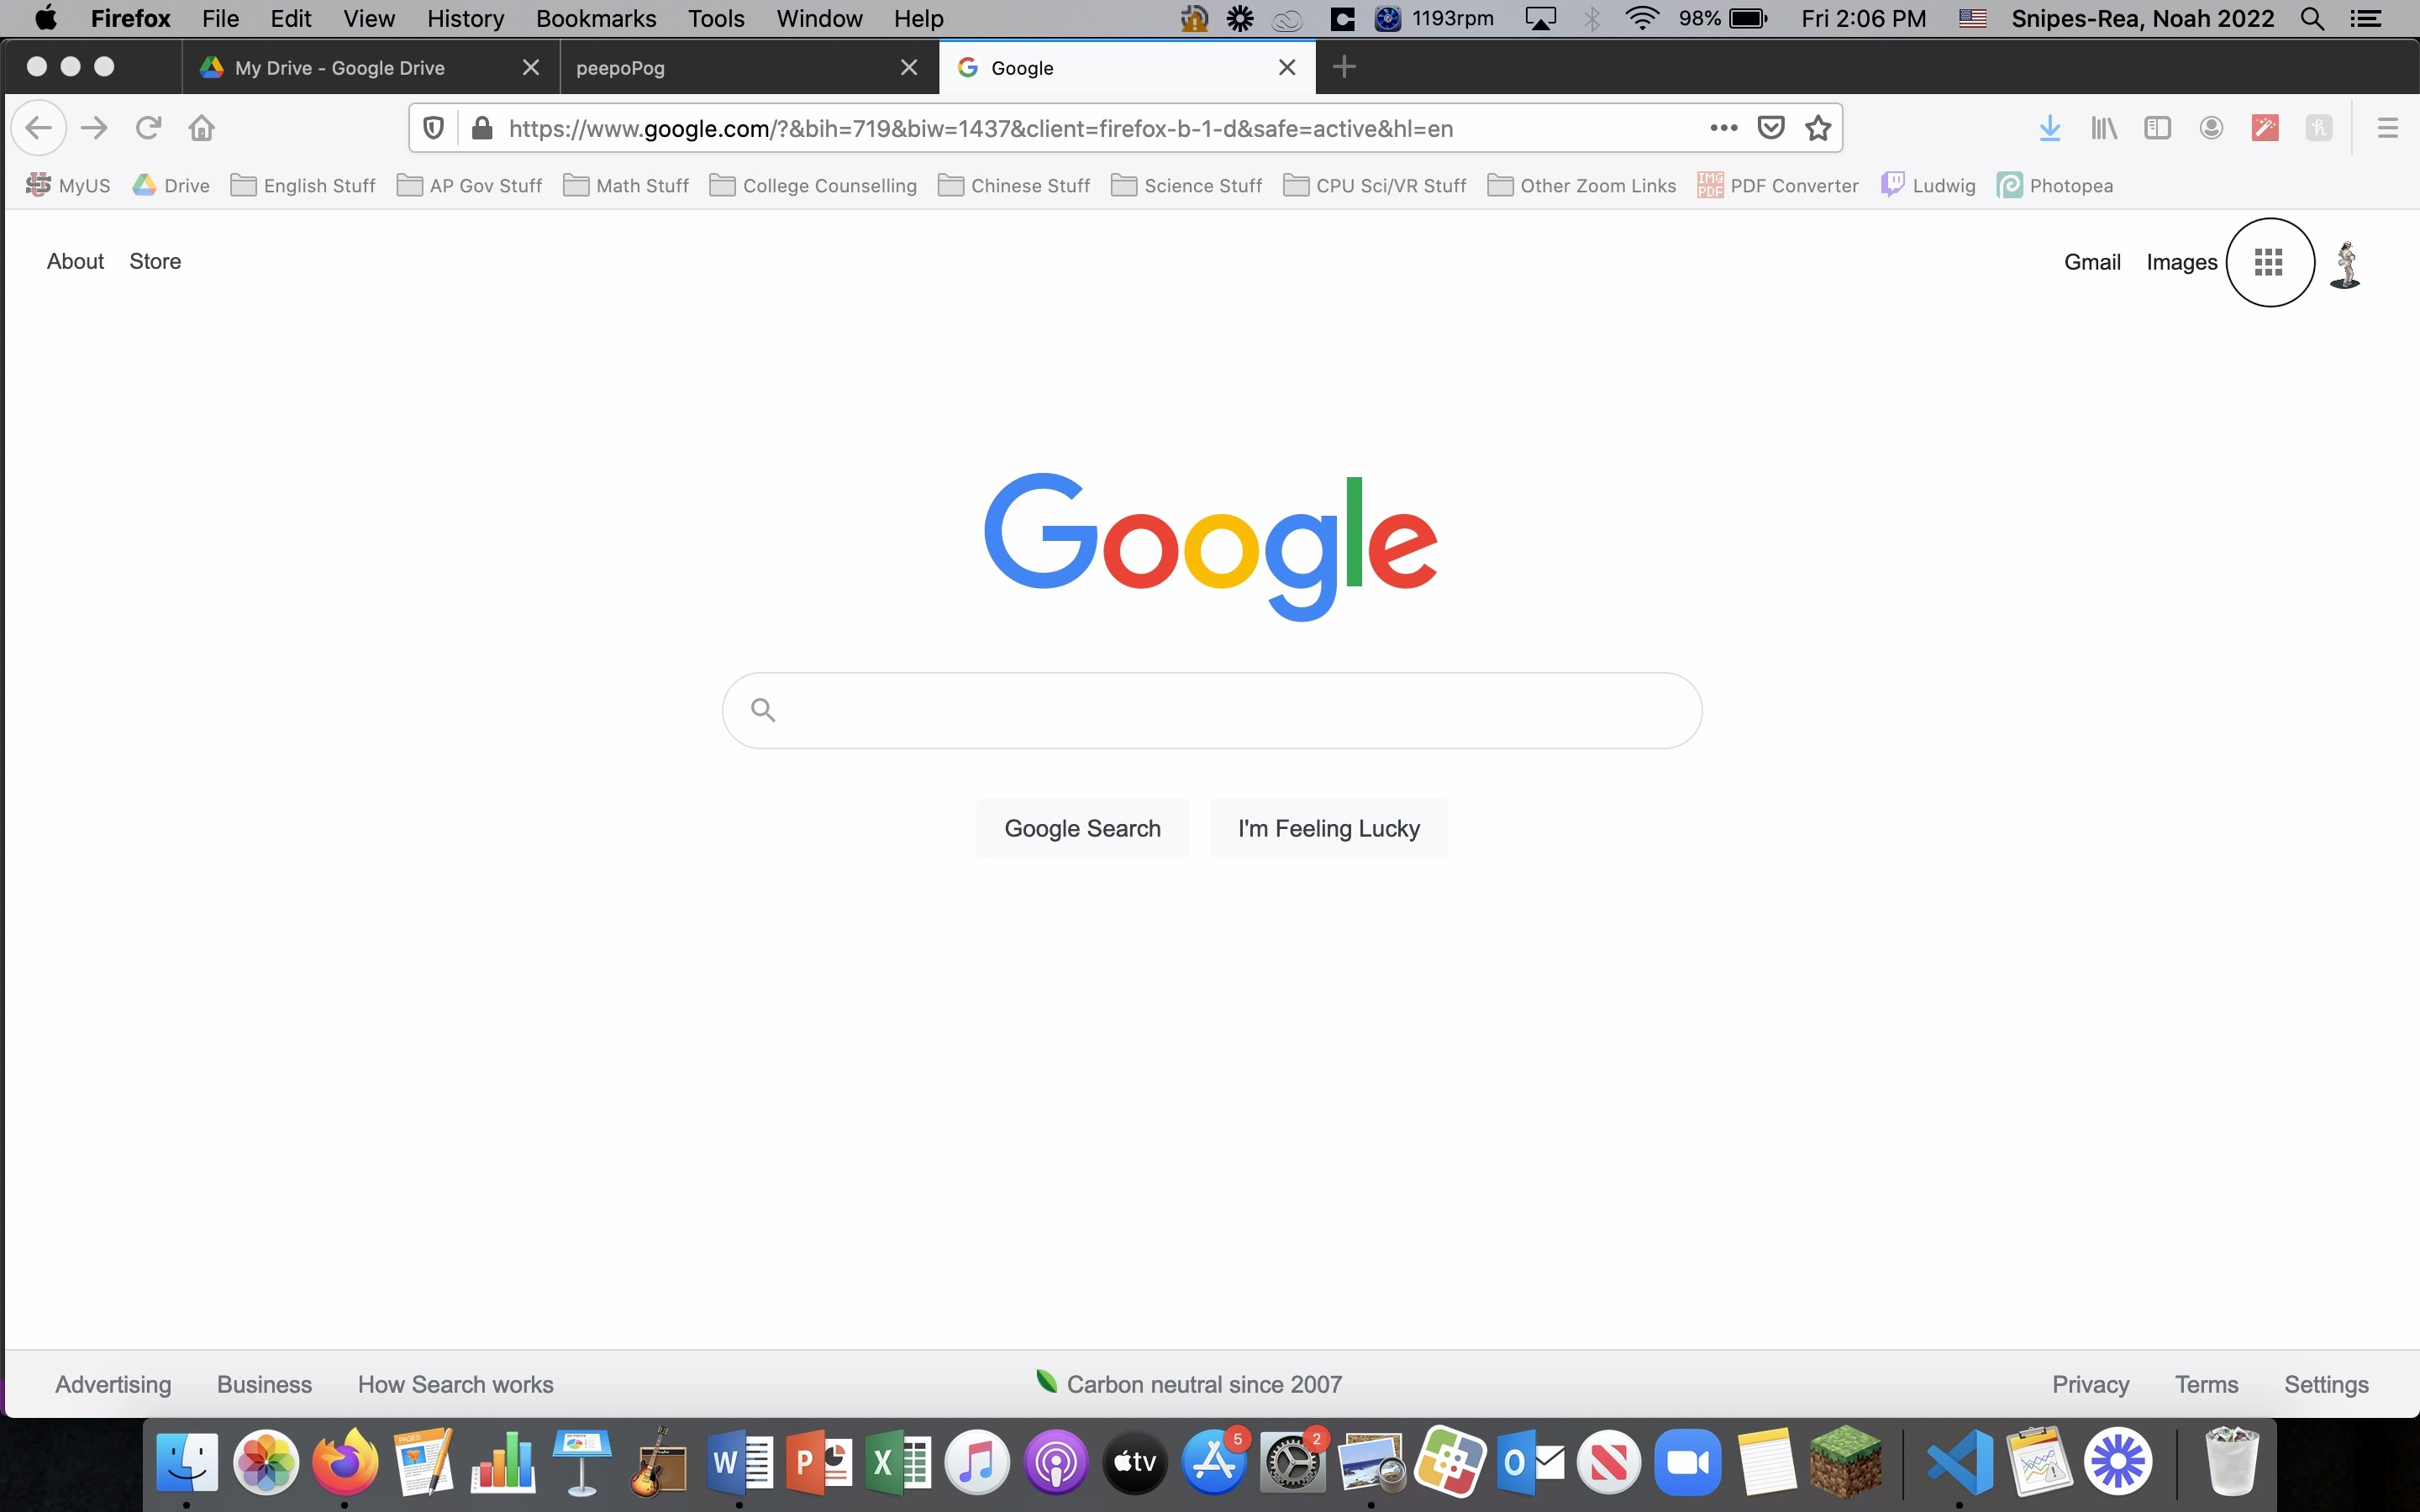 Firefox File Edit View History Bookmarks Tools Window Help 1193rpm 98% Fri 2:06 PM Snipes-Rea, Noah 2022
My Drive - Google Drive peepoPog Google
https://www.google.com/?&bih=719&biw=1437&client=firefox-b-1-d&safe=active&hl=en
MyUS Drive English Stuff AP Gov Stuff Math Stuff College Counselling Chinese Stuff Science Stuff CPU Sci/VR Stuff Other Zoom Links IMG PDF PDF Converter Ludwig Photopea
About Store Gmail Images
Google
Google Search I'm Feeling Lucky
Advertising Business How Search works Carbon neutral since 2007 Privacy Terms Settings
PAGES W P X tv 5 2 O N